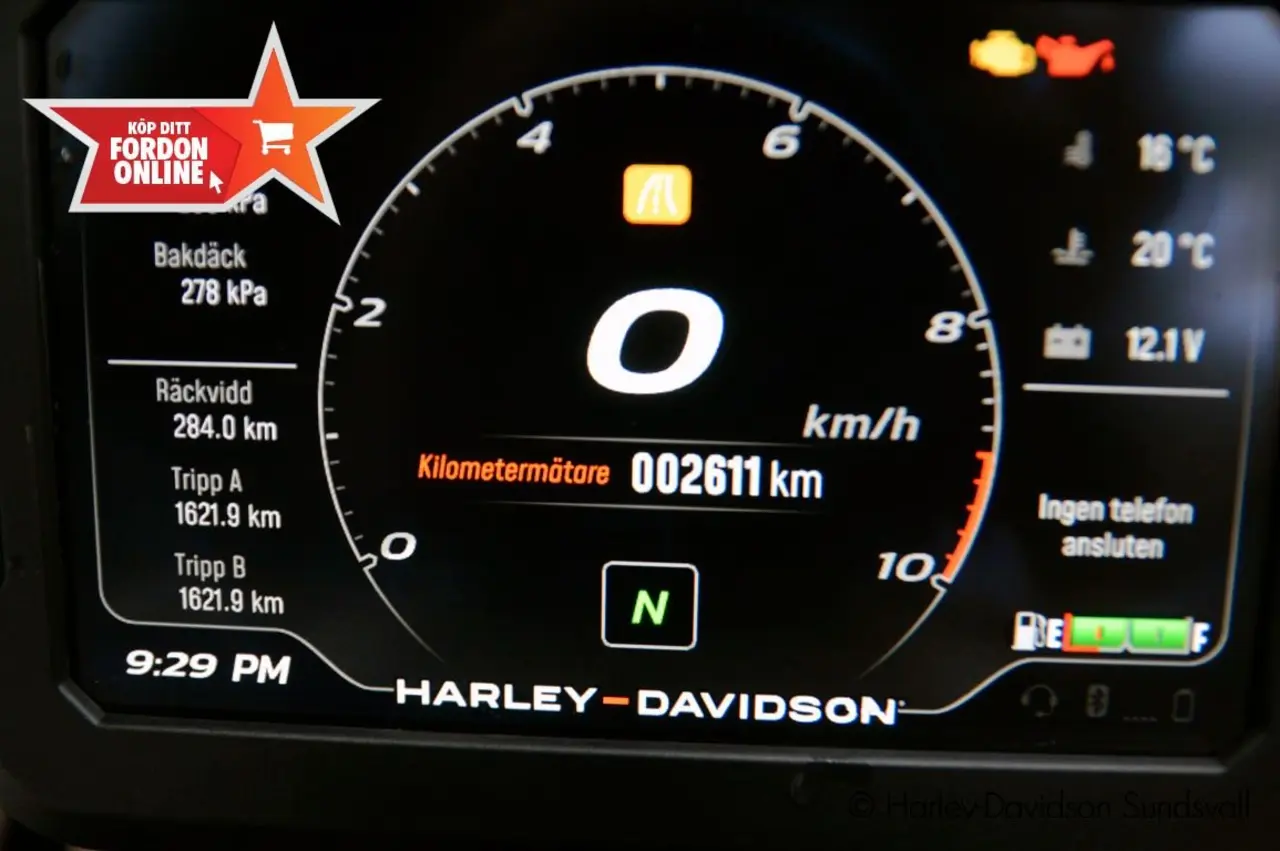 KÖP DITT
FORDON
ONLINE
kPa
Bakdäck
278 kPa
Räckvidd
284.0 km
Tripp A
1621.9 km
Tripp B
1621.9 km
9:29 PM
0
2
4
6
8
10
0
km/h
Kilometermätare 002611 km
N
HARLEY-DAVIDSON
16 °C
20 °C
12.1 V
Ingen telefon
ansluten
E F
© Harley-Davidson Sundsvall